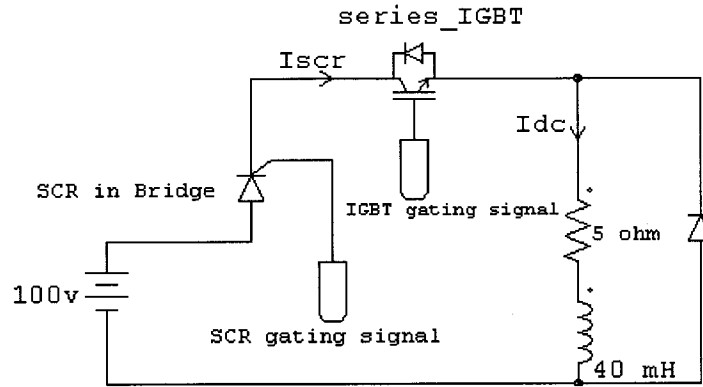 series_IGBT
Iscr
Idc
SCR in Bridge
IGBT gating signal
5 ohm
100v
SCR gating signal
40 mH